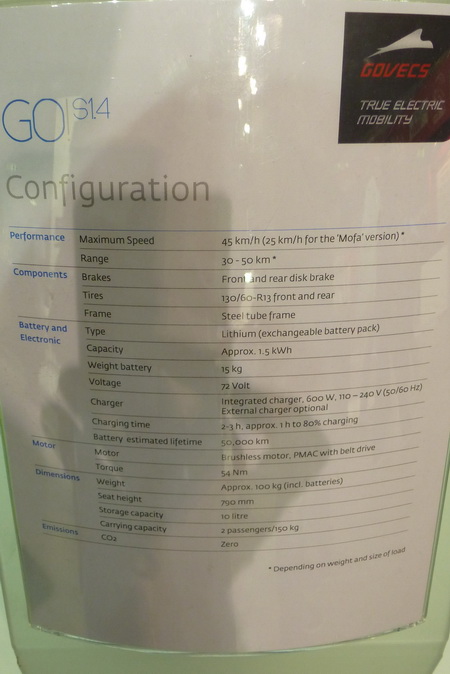 GOVECS
TRUE ELECTRIC
MOBILITY
GO! S1.4
Configuration
Performance Maximum Speed 45 km/h (25 km/h for the 'Mofa' version) *
Range 30 - 50 km *
Components Brakes Front and rear disk brake
Tires 130/60-R13 front and rear
Frame Steel tube frame
Battery and Electronic Type Lithium (exchangeable battery pack)
Capacity Approx. 1.5 kWh
Weight battery 15 kg
Voltage 72 Volt
Charger Integrated charger, 600 W, 110 – 240 V (50/60 Hz)
External charger optional
Charging time 2-3 h, approx. 1 h to 80% charging
Battery estimated lifetime 50,000 km
Motor Motor Brushless motor, PMAC with belt drive
Torque 54 Nm
Dimensions Weight Approx. 100 kg (incl. batteries)
Seat height 790 mm
Storage capacity 10 litre
Carrying capacity 2 passengers/150 kg
Emissions CO2 Zero
* Depending on weight and size of load